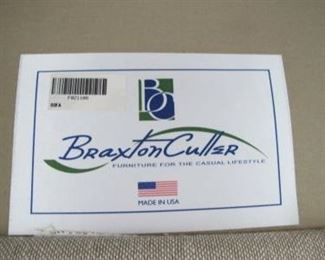 BC
BraxtonCuller
FURNITURE FOR THE CASUAL LIFESTYLE
MADE IN USA